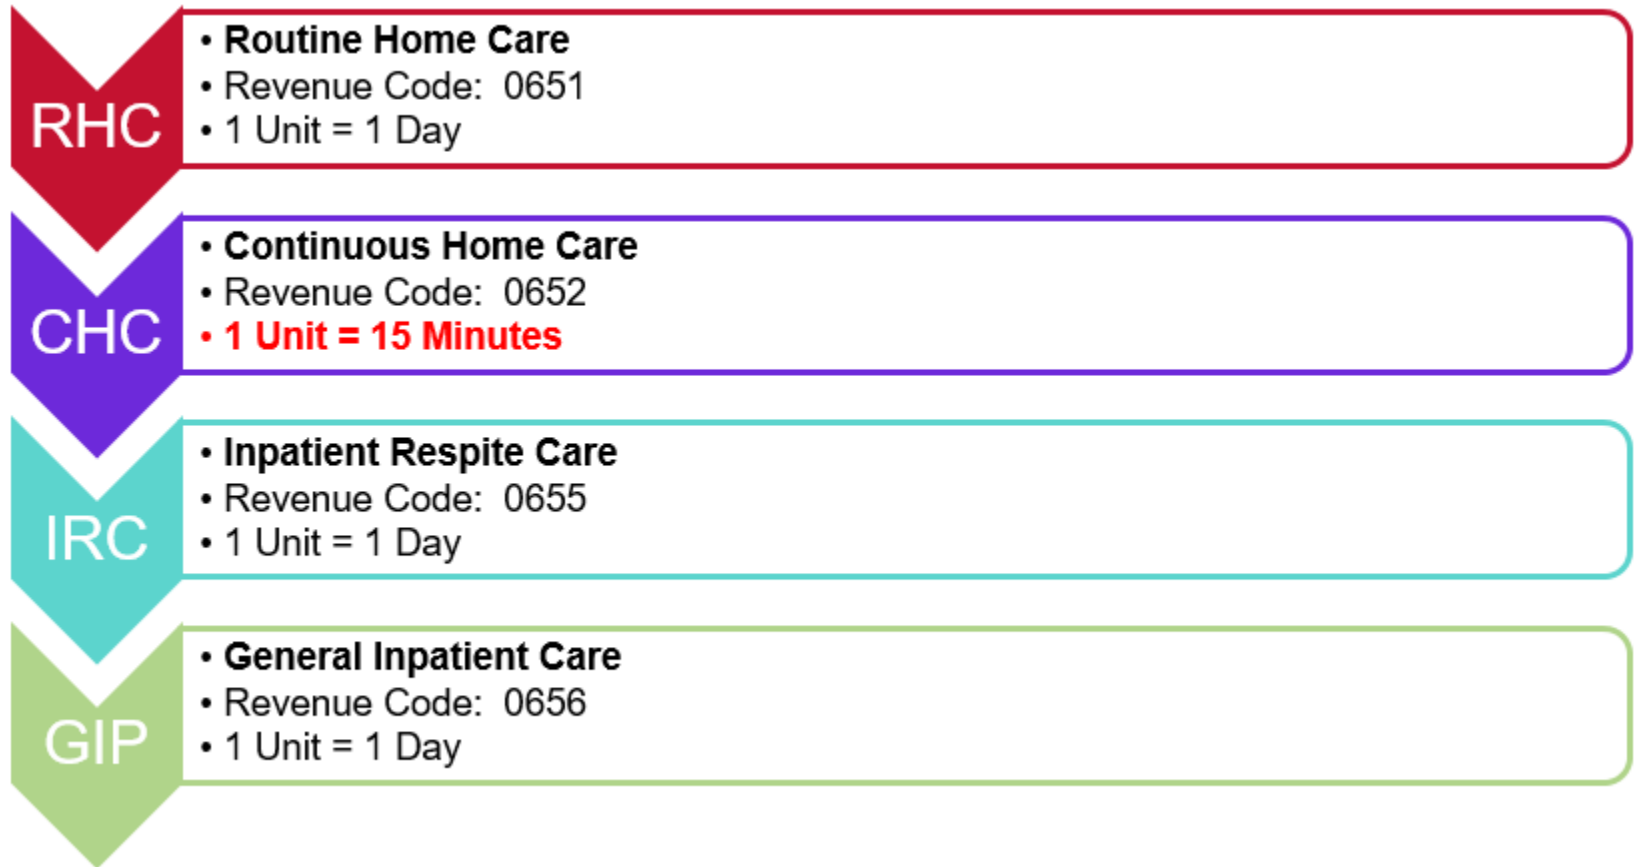 RHC
• Routine Home Care
• Revenue Code:  0651
• 1 Unit = 1 Day
CHC
• Continuous Home Care
• Revenue Code:  0652
• 1 Unit = 15 Minutes
IRC
• Inpatient Respite Care
• Revenue Code:  0655
• 1 Unit = 1 Day
GIP
• General Inpatient Care
• Revenue Code:  0656
• 1 Unit = 1 Day